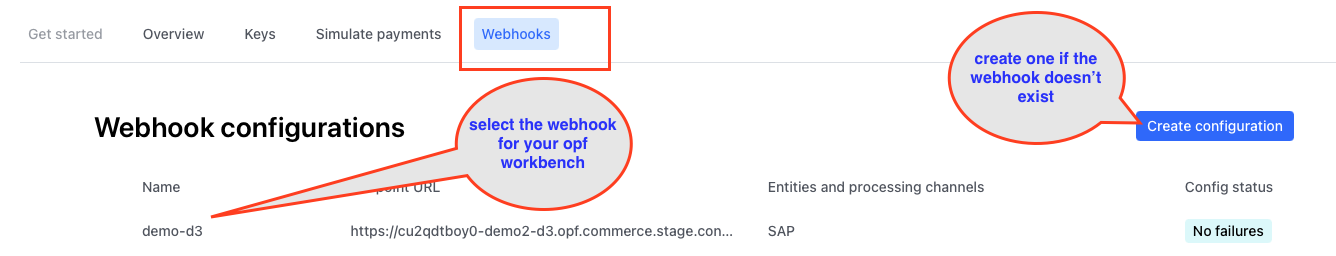 Get started Overview Keys Simulate payments Webhooks
create one if the
webhook doesn't
exist
Webhook configurations
select the webhook
for your opf
workbench
Create configuration
Name point URL Entities and processing channels Config status
demo-d3 https://cu2qdtboy0-demo2-d3.opf.commerce.stage.con... SAP No failures